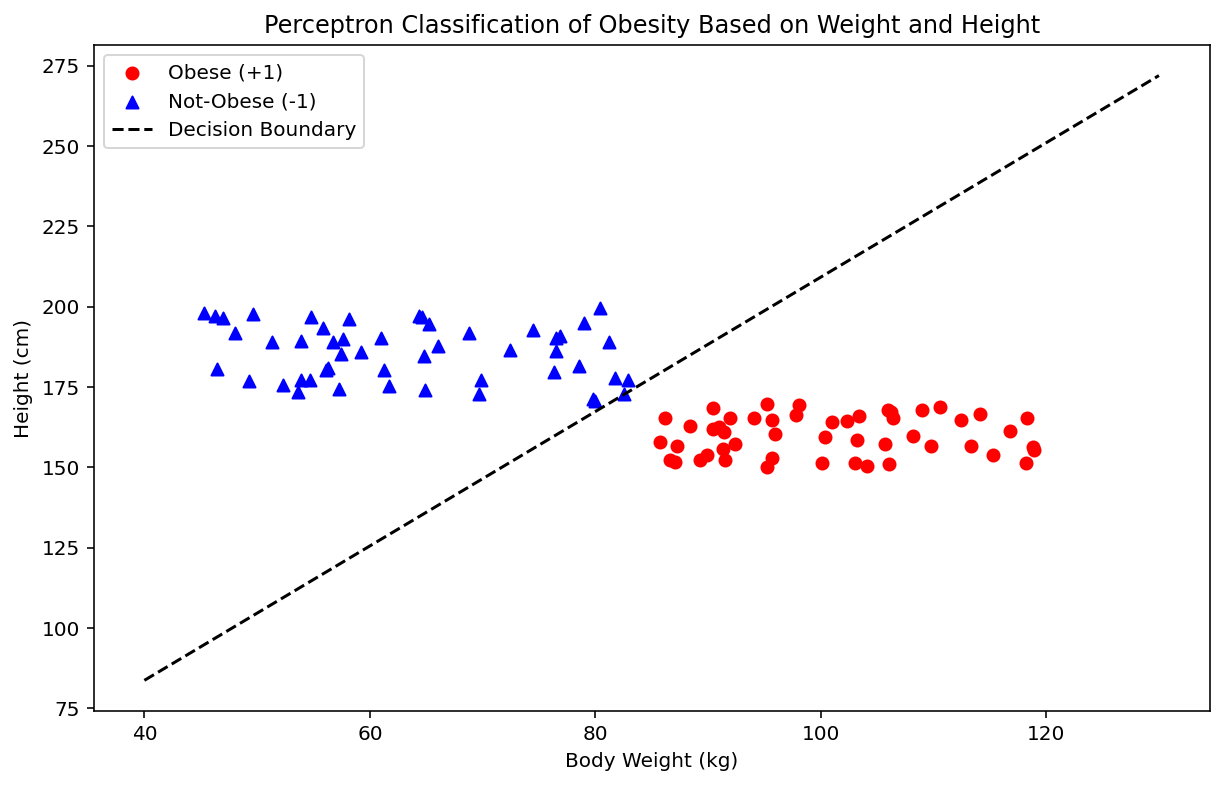 Perceptron Classification of Obesity Based on Weight and Height
Obese (+1)
Not-Obese (-1)
Decision Boundary
275
250
225
200
175
150
125
100
75
Height (cm)
40 60 80 100 120
Body Weight (kg)